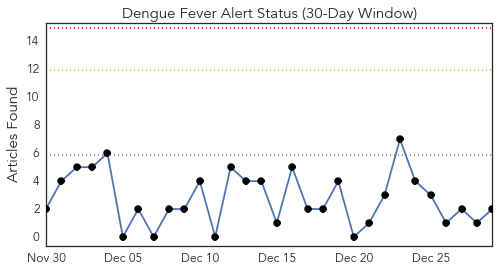 Dengue Fever Alert Status (30-Day Window)
Articles Found
14
12
10
8
6
4
2
0
Nov 30 Dec 05 Dec 10 Dec 15 Dec 20 Dec 25